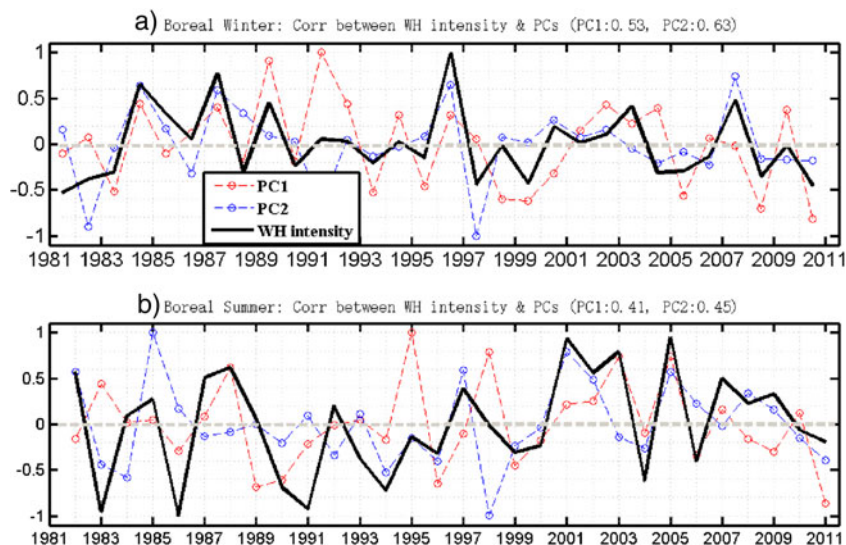 a) Boreal Winter: Corr between WH intensity & PCs (PC1:0.53, PC2:0.63)
1
0.5
0
-0.5
-1
PC1
PC2
WH intensity
1981 1983 1985 1987 1989 1991 1993 1995 1997 1999 2001 2003 2005 2007 2009 2011
b) Boreal Summer: Corr between WH intensity & PCs (PC1:0.41, PC2:0.45)
1
0.5
0
-0.5
-1
1981 1983 1985 1987 1989 1991 1993 1995 1997 1999 2001 2003 2005 2007 2009 2011